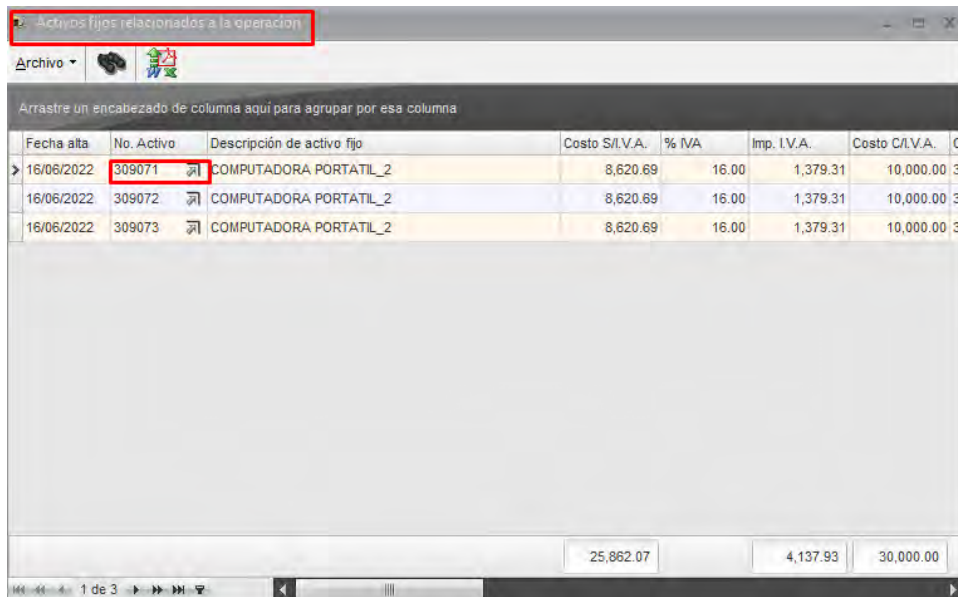 Activos fijos relacionados a la operación
Archivo
Arrastre un encabezado de columna aquí para agrupar por esa columna
Fecha alta No. Activo Descripción de activo fijo Costo S/I.V.A. % IVA Imp. I.V.A. Costo C/I.V.A.
16/06/2022 309071 COMPUTADORA PORTATIL_2 8,620.69 16.00 1,379.31 10,000.00
16/06/2022 309072 COMPUTADORA PORTATIL_2 8,620.69 16.00 1,379.31 10,000.00
16/06/2022 309073 COMPUTADORA PORTATIL_2 8,620.69 16.00 1,379.31 10,000.00
25,862.07 4,137.93 30,000.00
1 de 3